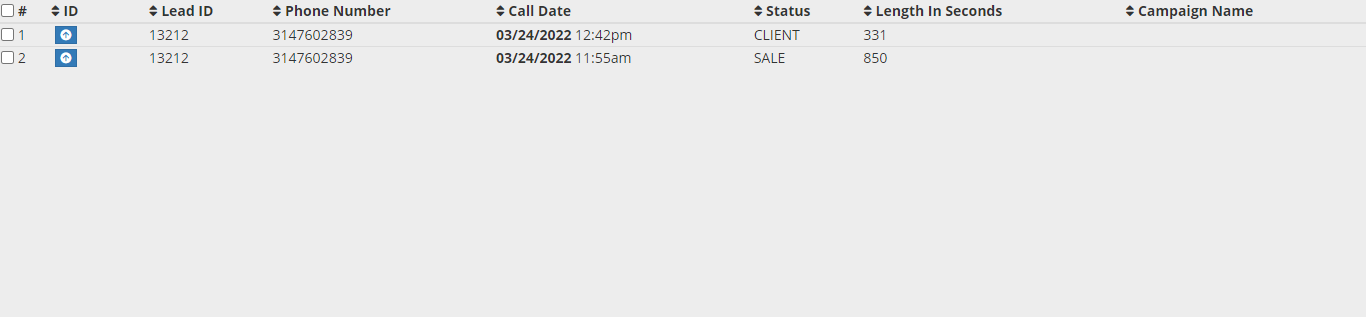 # ID Lead ID Phone Number Call Date Status Length In Seconds Campaign Name
1 13212 3147602839 03/24/2022 12:42pm CLIENT 331
2 13212 3147602839 03/24/2022 11:55am SALE 850